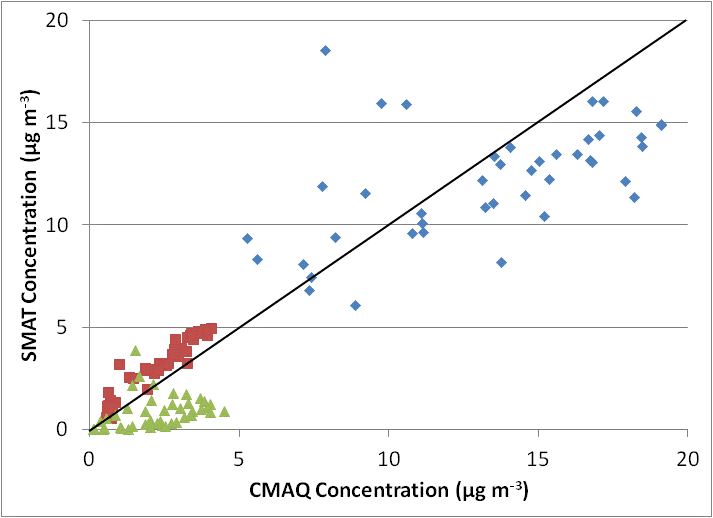 20
15
10
5
0
SMAT Concentration (µg m⁻³)
0 5 10 15 20
CMAQ Concentration (µg m⁻³)